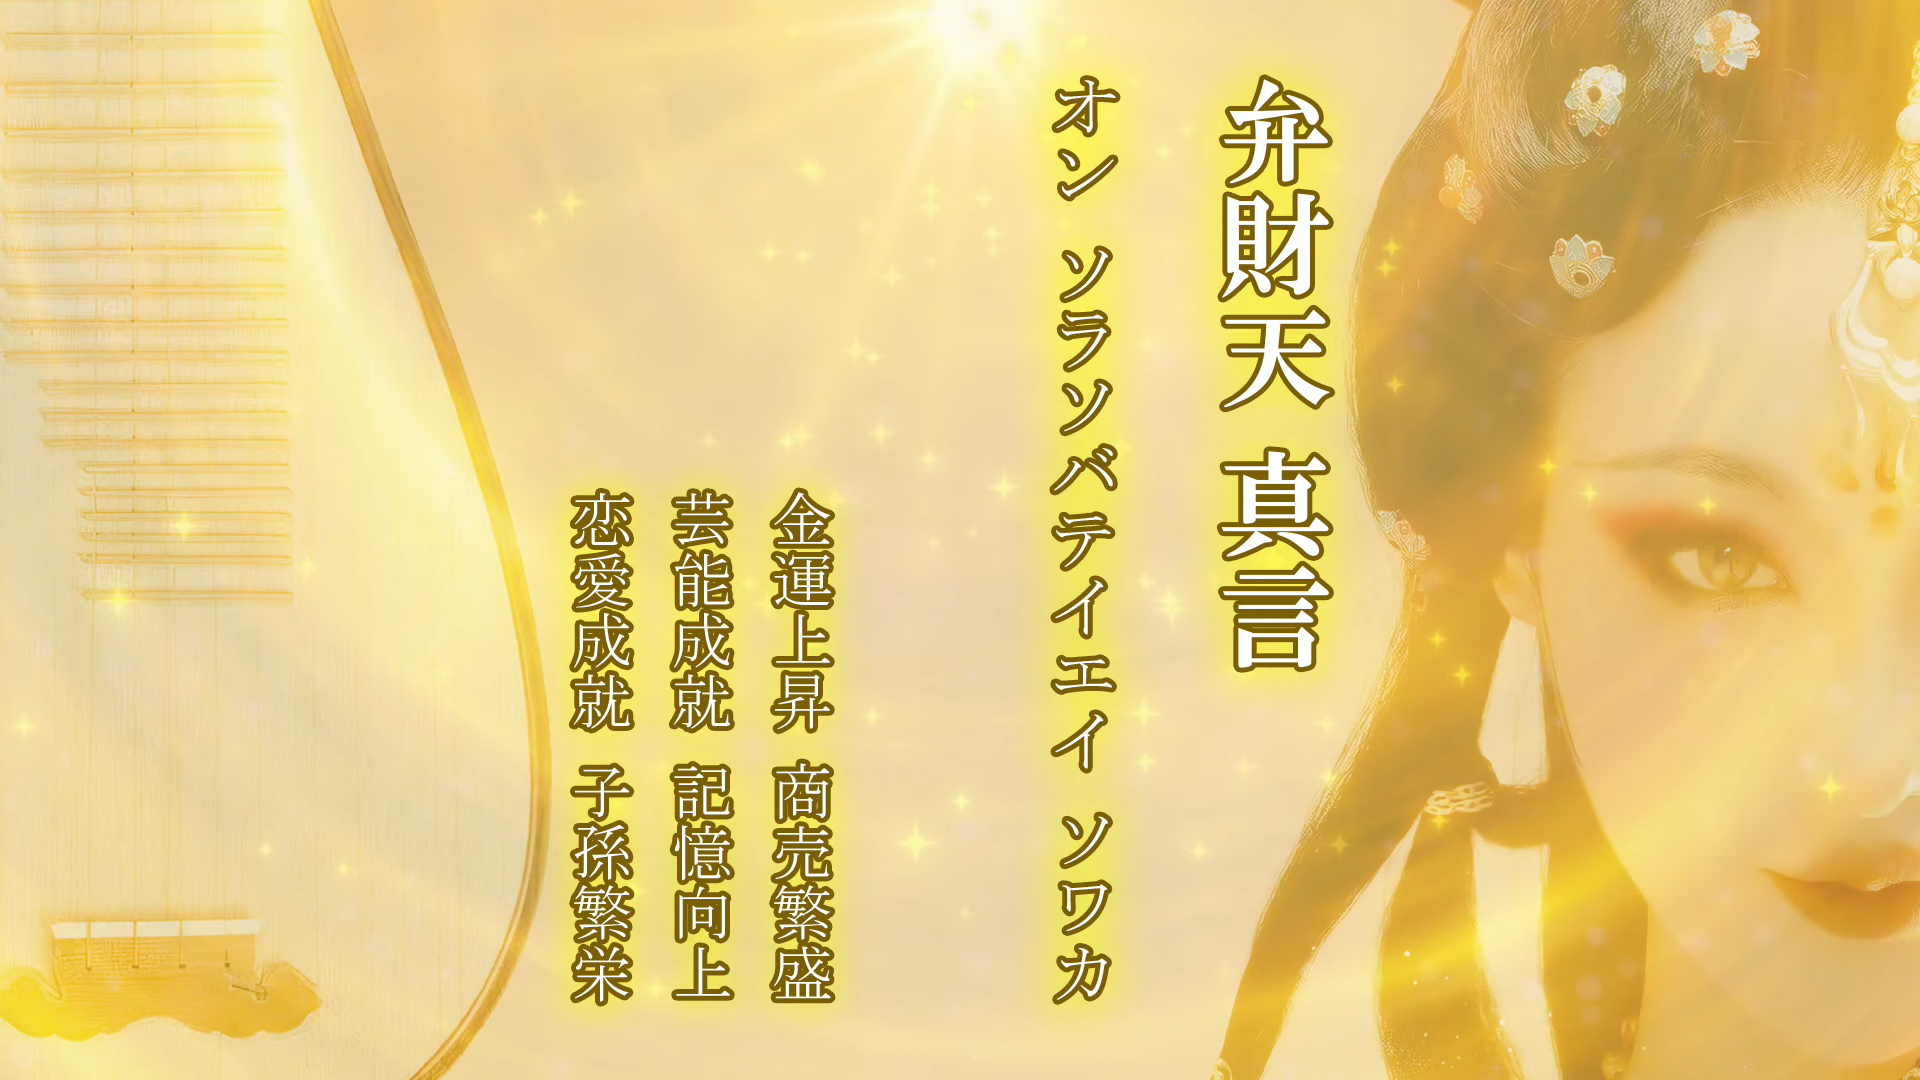 弁財天 真言
オン ソラソバテイエイ ソワカ
金運上昇 商売繁盛
芸能成就 記憶向上
恋愛成就 子孫繁栄